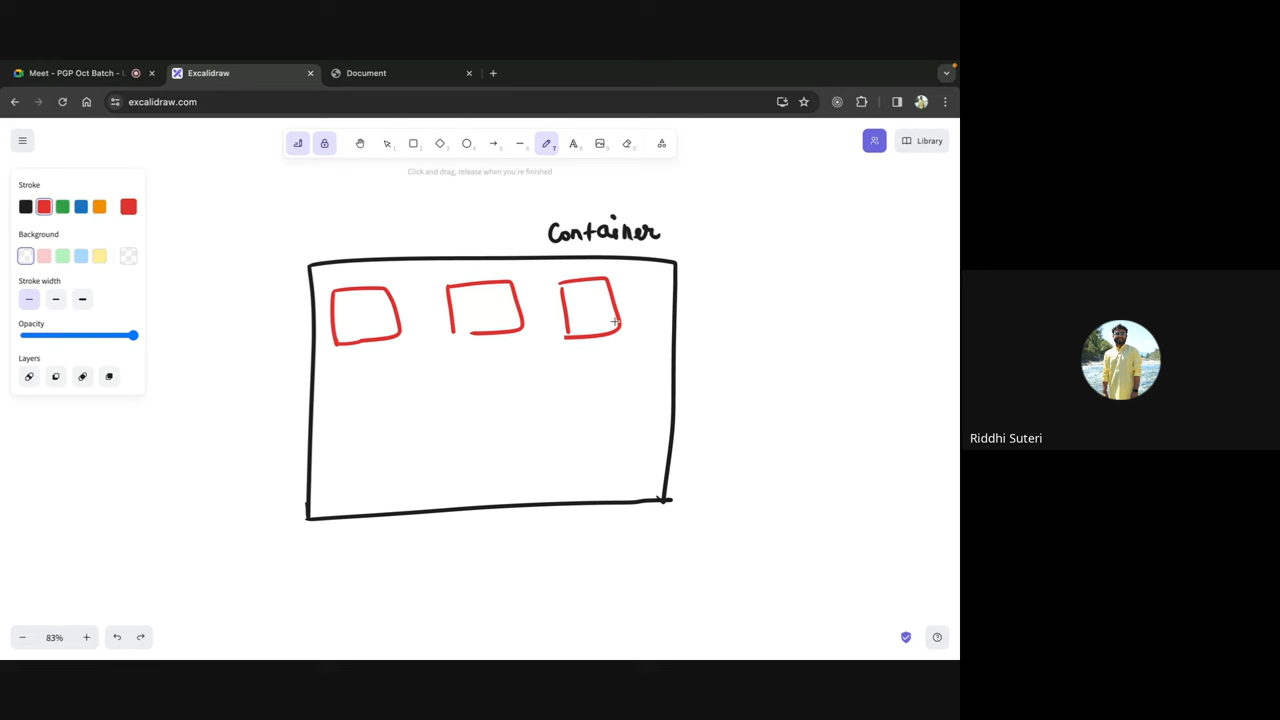 Meet - PGP Oct Batch -
Excalidraw
Document
excalidraw.com
Library
Click and drag, release when you're finished
Stroke
Background
Stroke width
Opacity
Layers
Container
Riddhi Suteri
83%